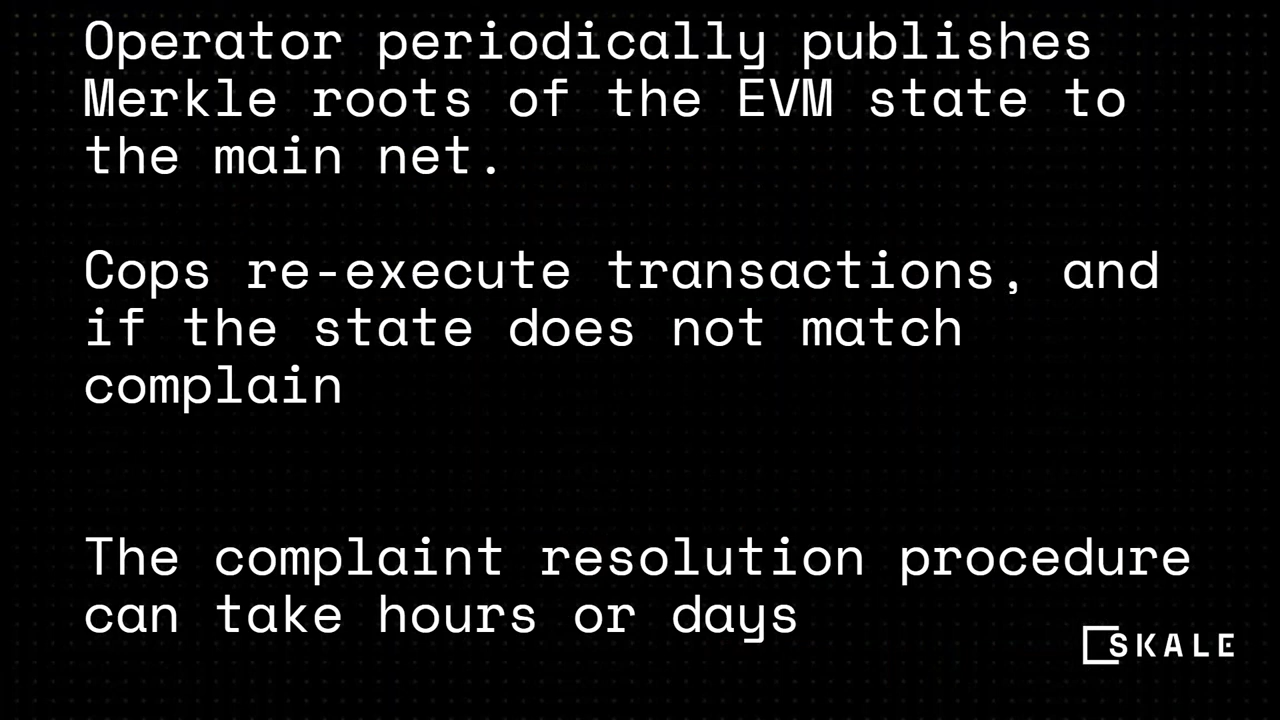 Operator periodically publishes
Merkle roots of the EVM state to
the main net.
Cops re-execute transactions, and
if the state does not match
complain
The complaint resolution procedure
can take hours or days
SKALE